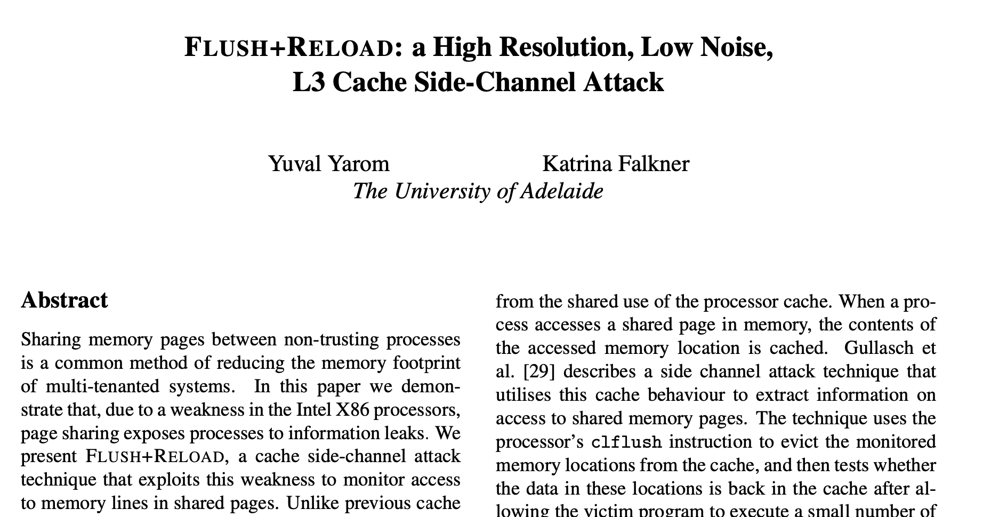 FLUSH+RELOAD: a High Resolution, Low Noise,
L3 Cache Side-Channel Attack
Yuval Yarom Katrina Falkner
The University of Adelaide
Abstract
Sharing memory pages between non-trusting processes
is a common method of reducing the memory footprint
of multi-tenanted systems. In this paper we demon-
strate that, due to a weakness in the Intel X86 processors,
page sharing exposes processes to information leaks. We
present FLUSH+RELOAD, a cache side-channel attack
technique that exploits this weakness to monitor access
to memory lines in shared pages. Unlike previous cache
from the shared use of the processor cache. When a pro-
cess accesses a shared page in memory, the contents of
the accessed memory location is cached. Gullasch et
al. [29] describes a side channel attack technique that
utilises this cache behaviour to extract information on
access to shared memory pages. The technique uses the
processor's clflush instruction to evict the monitored
memory locations from the cache, and then tests whether
the data in these locations is back in the cache after al-
lowing the victim program to execute a small number of